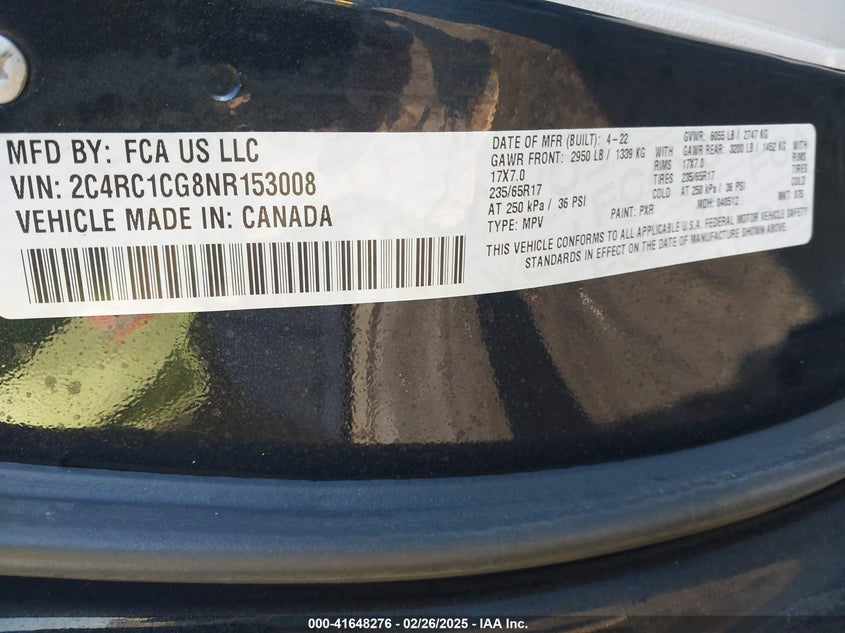 MFD BY: FCA US LLC
VIN: 2C4RC1CG8NR153008
VEHICLE MADE IN: CANADA
DATE OF MFR (BUILT): 4-22 GVWR: 6055 LB / 2747 KG
GAWR FRONT: 2950 LB / 1339 KG WITH GAWR REAR: 3200 LB / 1452 KG WITH
17X7.0 RIMS 17X7.0 RIMS
235/65R17 TIRES 235/65R17 TIRES
AT 250 kPa / 36 PSI COLD AT 250 kPa / 36 PSI COLD
TYPE: MPV PAINT: PXR MDH: 040512 MKT: 876
THIS VEHICLE CONFORMS TO ALL APPLICABLE U.S.A. FEDERAL MOTOR VEHICLE SAFETY
STANDARDS IN EFFECT ON THE DATE OF MANUFACTURE SHOWN ABOVE.
000-41648276 - 02/26/2025 - IAA Inc.